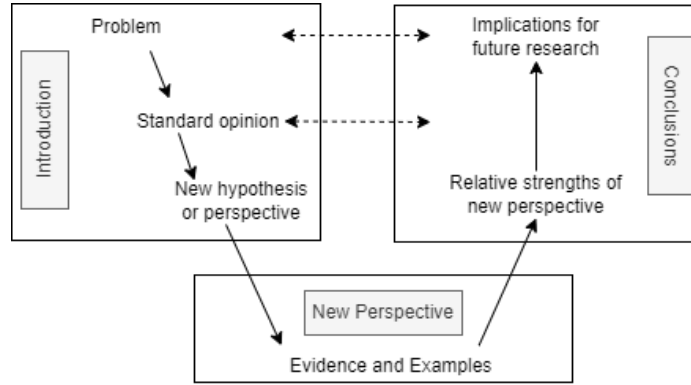 Problem
Introduction
Standard opinion
New hypothesis
or perspective
Implications for
future research
Conclusions
Relative strengths of
new perspective
New Perspective
Evidence and Examples